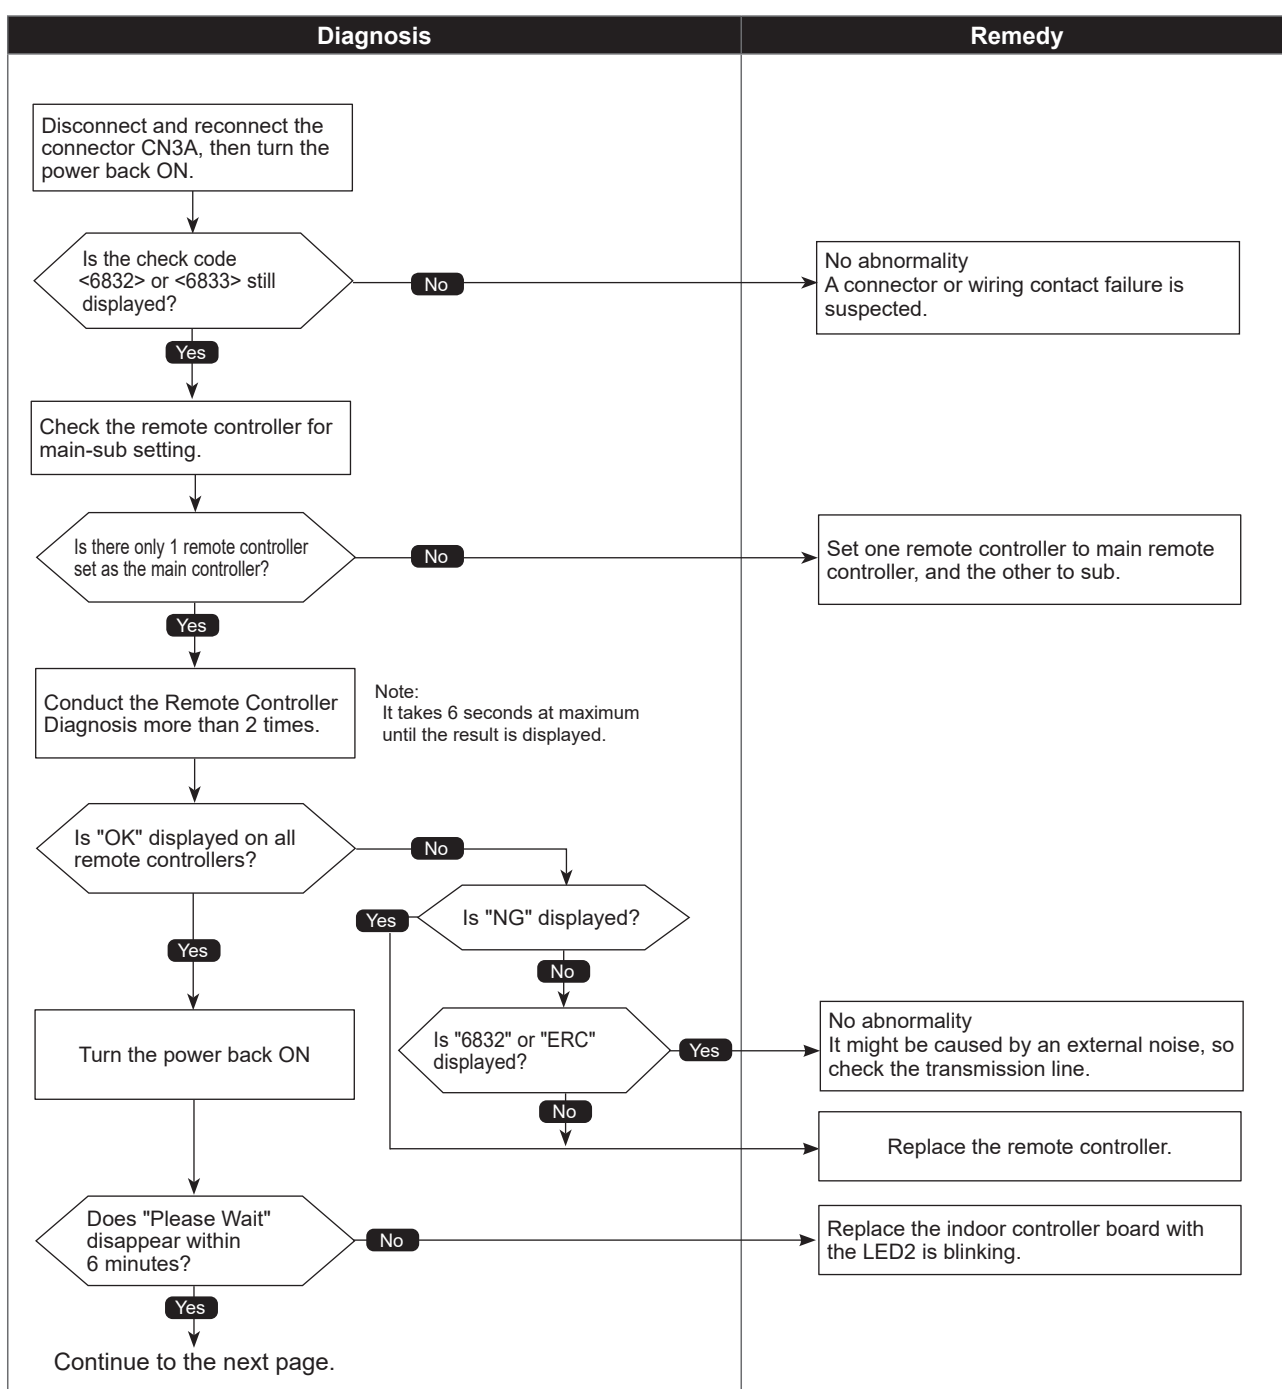 Diagnosis
Remedy
Disconnect and reconnect the
connector CN3A, then turn the
power back ON.
Is the check code
<6832> or <6833> still
displayed?
No
No abnormality
A connector or wiring contact failure is
suspected.
Yes
Check the remote controller for
main-sub setting.
Is there only 1 remote controller
set as the main controller?
No
Set one remote controller to main remote
controller, and the other to sub.
Yes
Conduct the Remote Controller
Diagnosis more than 2 times.
Note:
It takes 6 seconds at maximum
until the result is displayed.
Is "OK" displayed on all
remote controllers?
No
Is "NG" displayed?
Yes
Yes
No
Turn the power back ON
Is "6832" or "ERC"
displayed?
Yes
No abnormality
It might be caused by an external noise, so
check the transmission line.
No
Replace the remote controller.
Does "Please Wait"
disappear within
6 minutes?
No
Replace the indoor controller board with
the LED2 is blinking.
Yes
Continue to the next page.